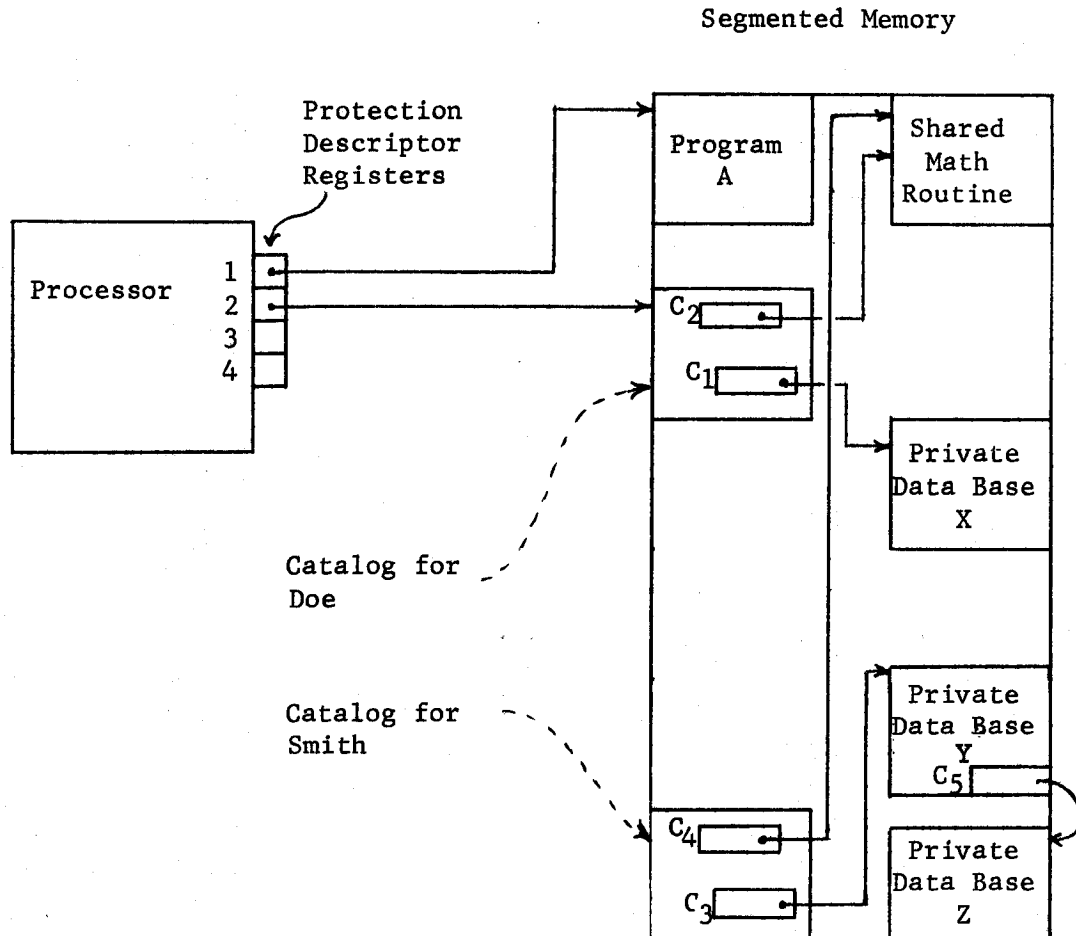 Segmented Memory
Protection
Descriptor
Registers
Program
A
Shared
Math
Routine
Processor
1
2
3
4
C2
C1
Private
Data Base
X
Catalog for
Doe
Catalog for
Smith
Private
Data Base
Y
C5
C4
C3
Private
Data Base
Z